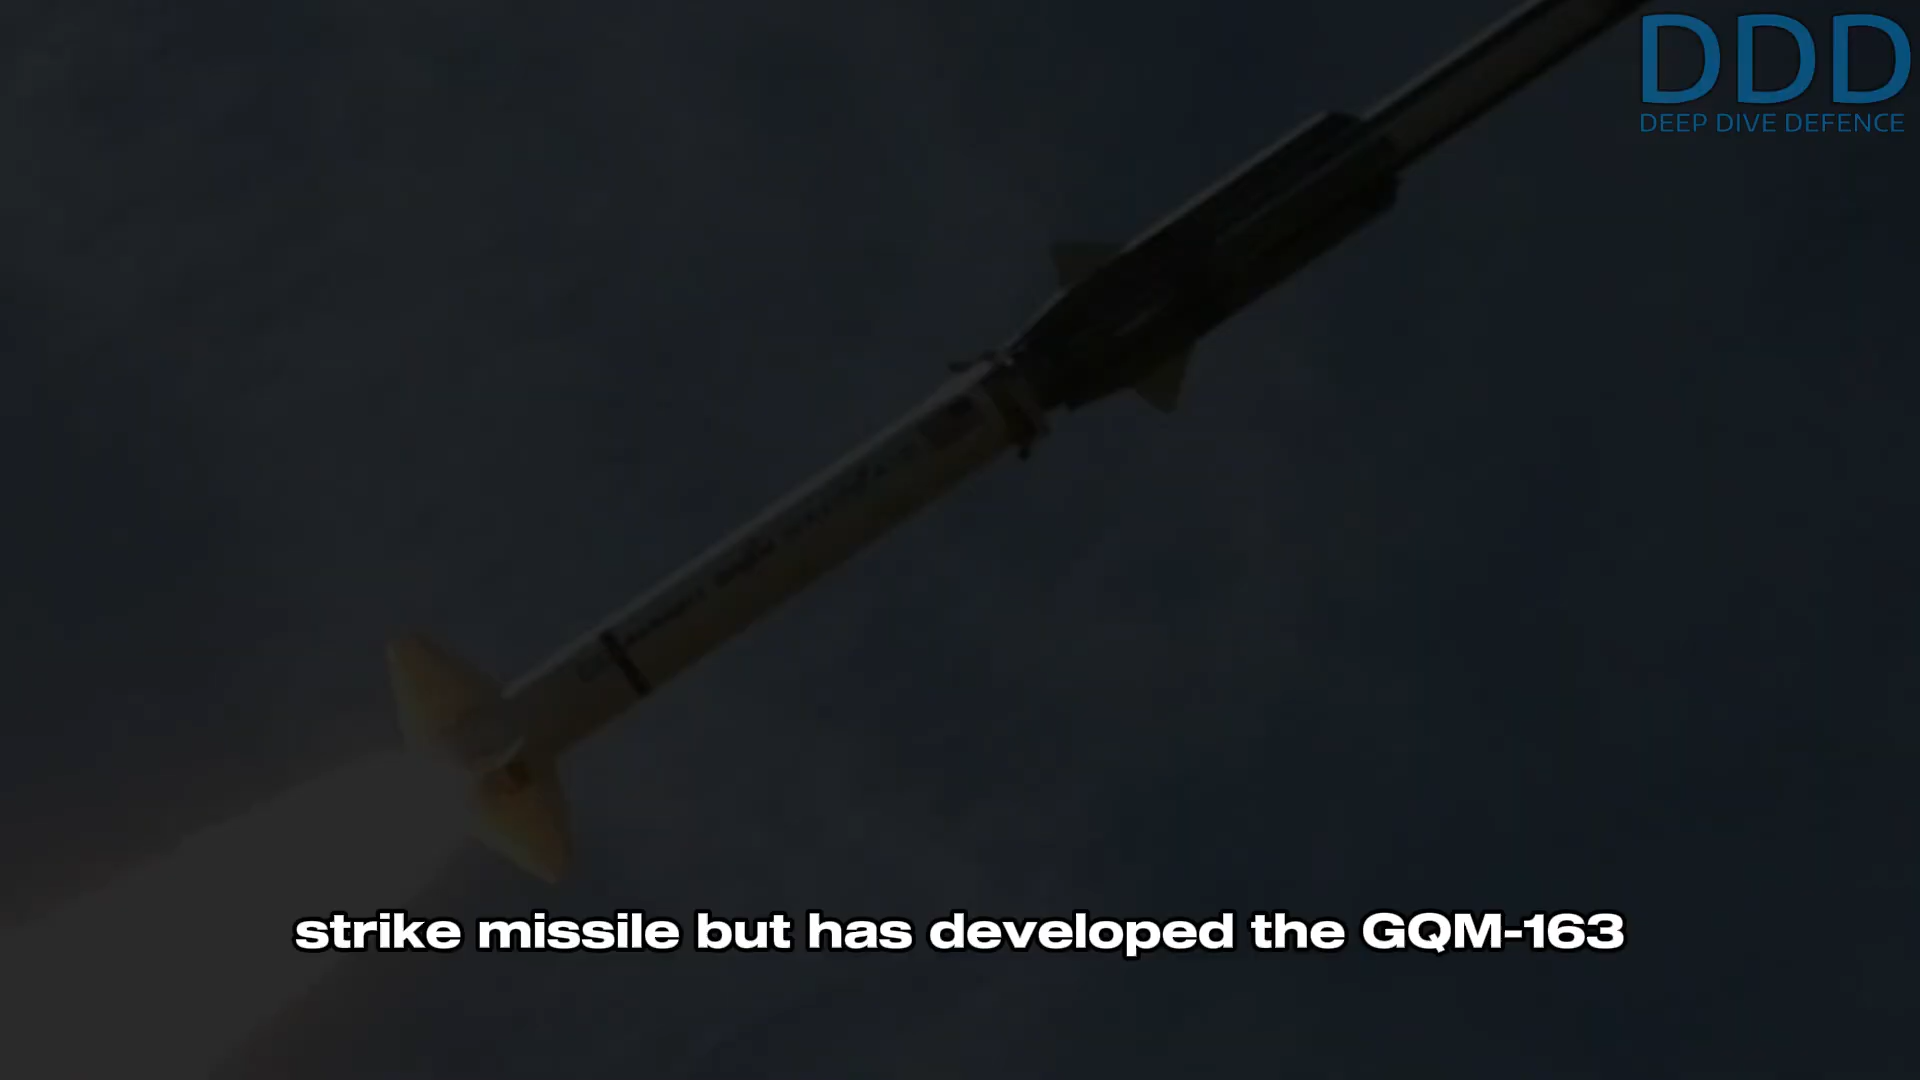 DDD
DEEP DIVE DEFENCE
strike missile but has developed the GQM-163